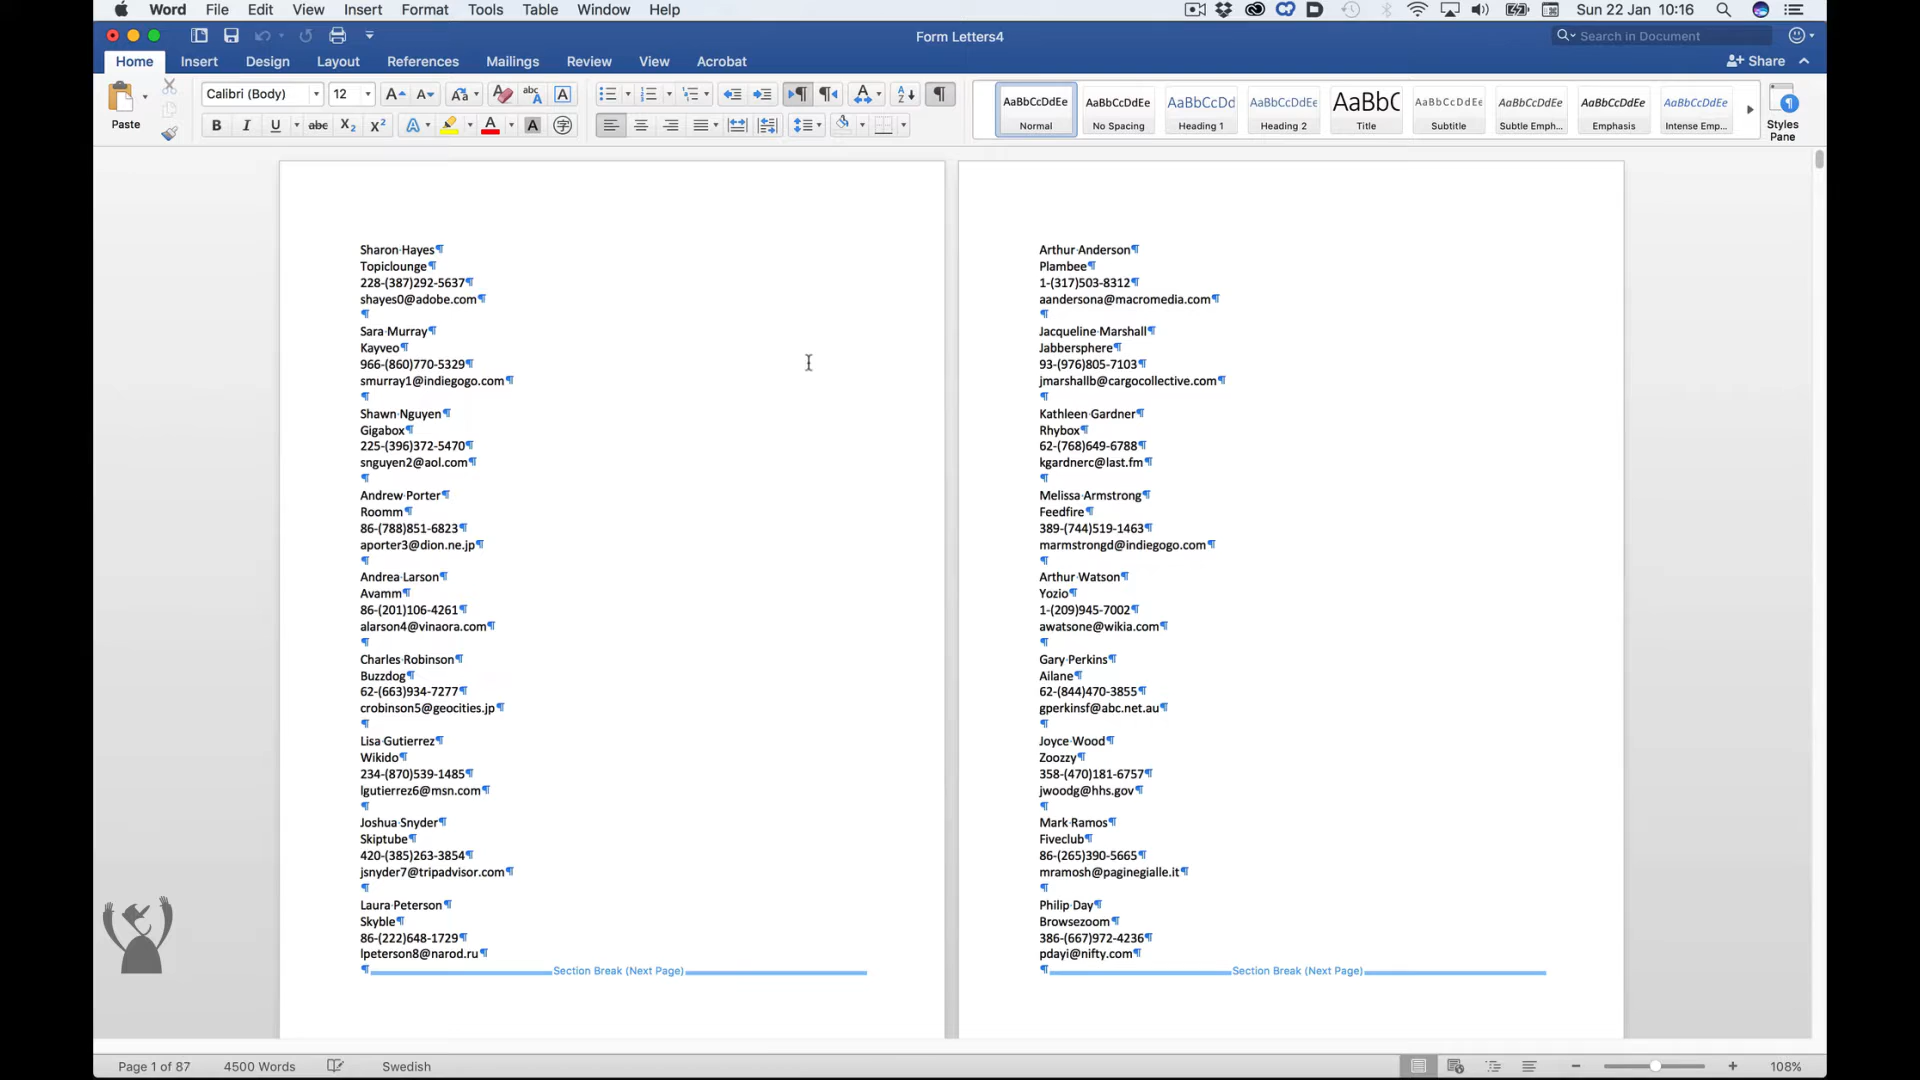 Word File Edit View Insert Format Tools Table Window Help Sun 22 Jan 10:16
Form Letters4 Search in Document
Home Insert Design Layout References Mailings Review View Acrobat Share
Paste Calibri (Body) 12 AaBbCcDdEe Normal AaBbCcDdEe No Spacing AaBbCcDd Heading 1 AaBbCcDdEe Heading 2 AaBbC Title AaBbCcDdEe Subtitle AaBbCcDdEe Subtle Emph... AaBbCcDdEe Emphasis AaBbCcDdEe Intense Emp... Styles Pane
Sharon Hayes¶
Topiclounge¶
228-(387)292-5637¶
shayes0@adobe.com¶
¶
Sara Murray¶
Kayveo¶
966-(860)770-5329¶
smurray1@indiegogo.com¶
¶
Shawn Nguyen¶
Gigabox¶
225-(396)372-5470¶
snguyen2@aol.com¶
¶
Andrew Porter¶
Roomm¶
86-(788)851-6823¶
aporter3@dion.ne.jp¶
¶
Andrea Larson¶
Avamm¶
86-(201)106-4261¶
alarson4@vinaora.com¶
¶
Charles Robinson¶
Buzzdog¶
62-(663)934-7277¶
crobinson5@geocities.jp¶
¶
Lisa Gutierrez¶
Wikido¶
234-(870)539-1485¶
lgutierrez6@msn.com¶
¶
Joshua Snyder¶
Skiptube¶
420-(385)263-3854¶
jsnyder7@tripadvisor.com¶
¶
Laura Peterson¶
Skyble¶
86-(222)648-1729¶
lpeterson8@narod.ru¶
¶ Section Break (Next Page)
Arthur Anderson¶
Plambee¶
1-(317)503-8312¶
aandersona@macromedia.com¶
¶
Jacqueline Marshall¶
Jabbersphere¶
93-(976)805-7103¶
jmarshallb@cargocollective.com¶
¶
Kathleen Gardner¶
Rhybox¶
62-(768)649-6788¶
kgardnerc@last.fm¶
¶
Melissa Armstrong¶
Feedfire¶
389-(744)519-1463¶
marmstrongd@indiegogo.com¶
¶
Arthur Watson¶
Yozio¶
1-(209)945-7002¶
awatsone@wikia.com¶
¶
Gary Perkins¶
Ailane¶
62-(844)470-3855¶
gperkinsf@abc.net.au¶
¶
Joyce Wood¶
Zoozzy¶
358-(470)181-6757¶
jwoodg@hhs.gov¶
¶
Mark Ramos¶
Fiveclub¶
86-(265)390-5665¶
mramosh@paginegialle.it¶
¶
Philip Day¶
Browsezoom¶
386-(667)972-4236¶
pdayi@nifty.com¶
¶ Section Break (Next Page)
Page 1 of 87 4500 Words Swedish 108%